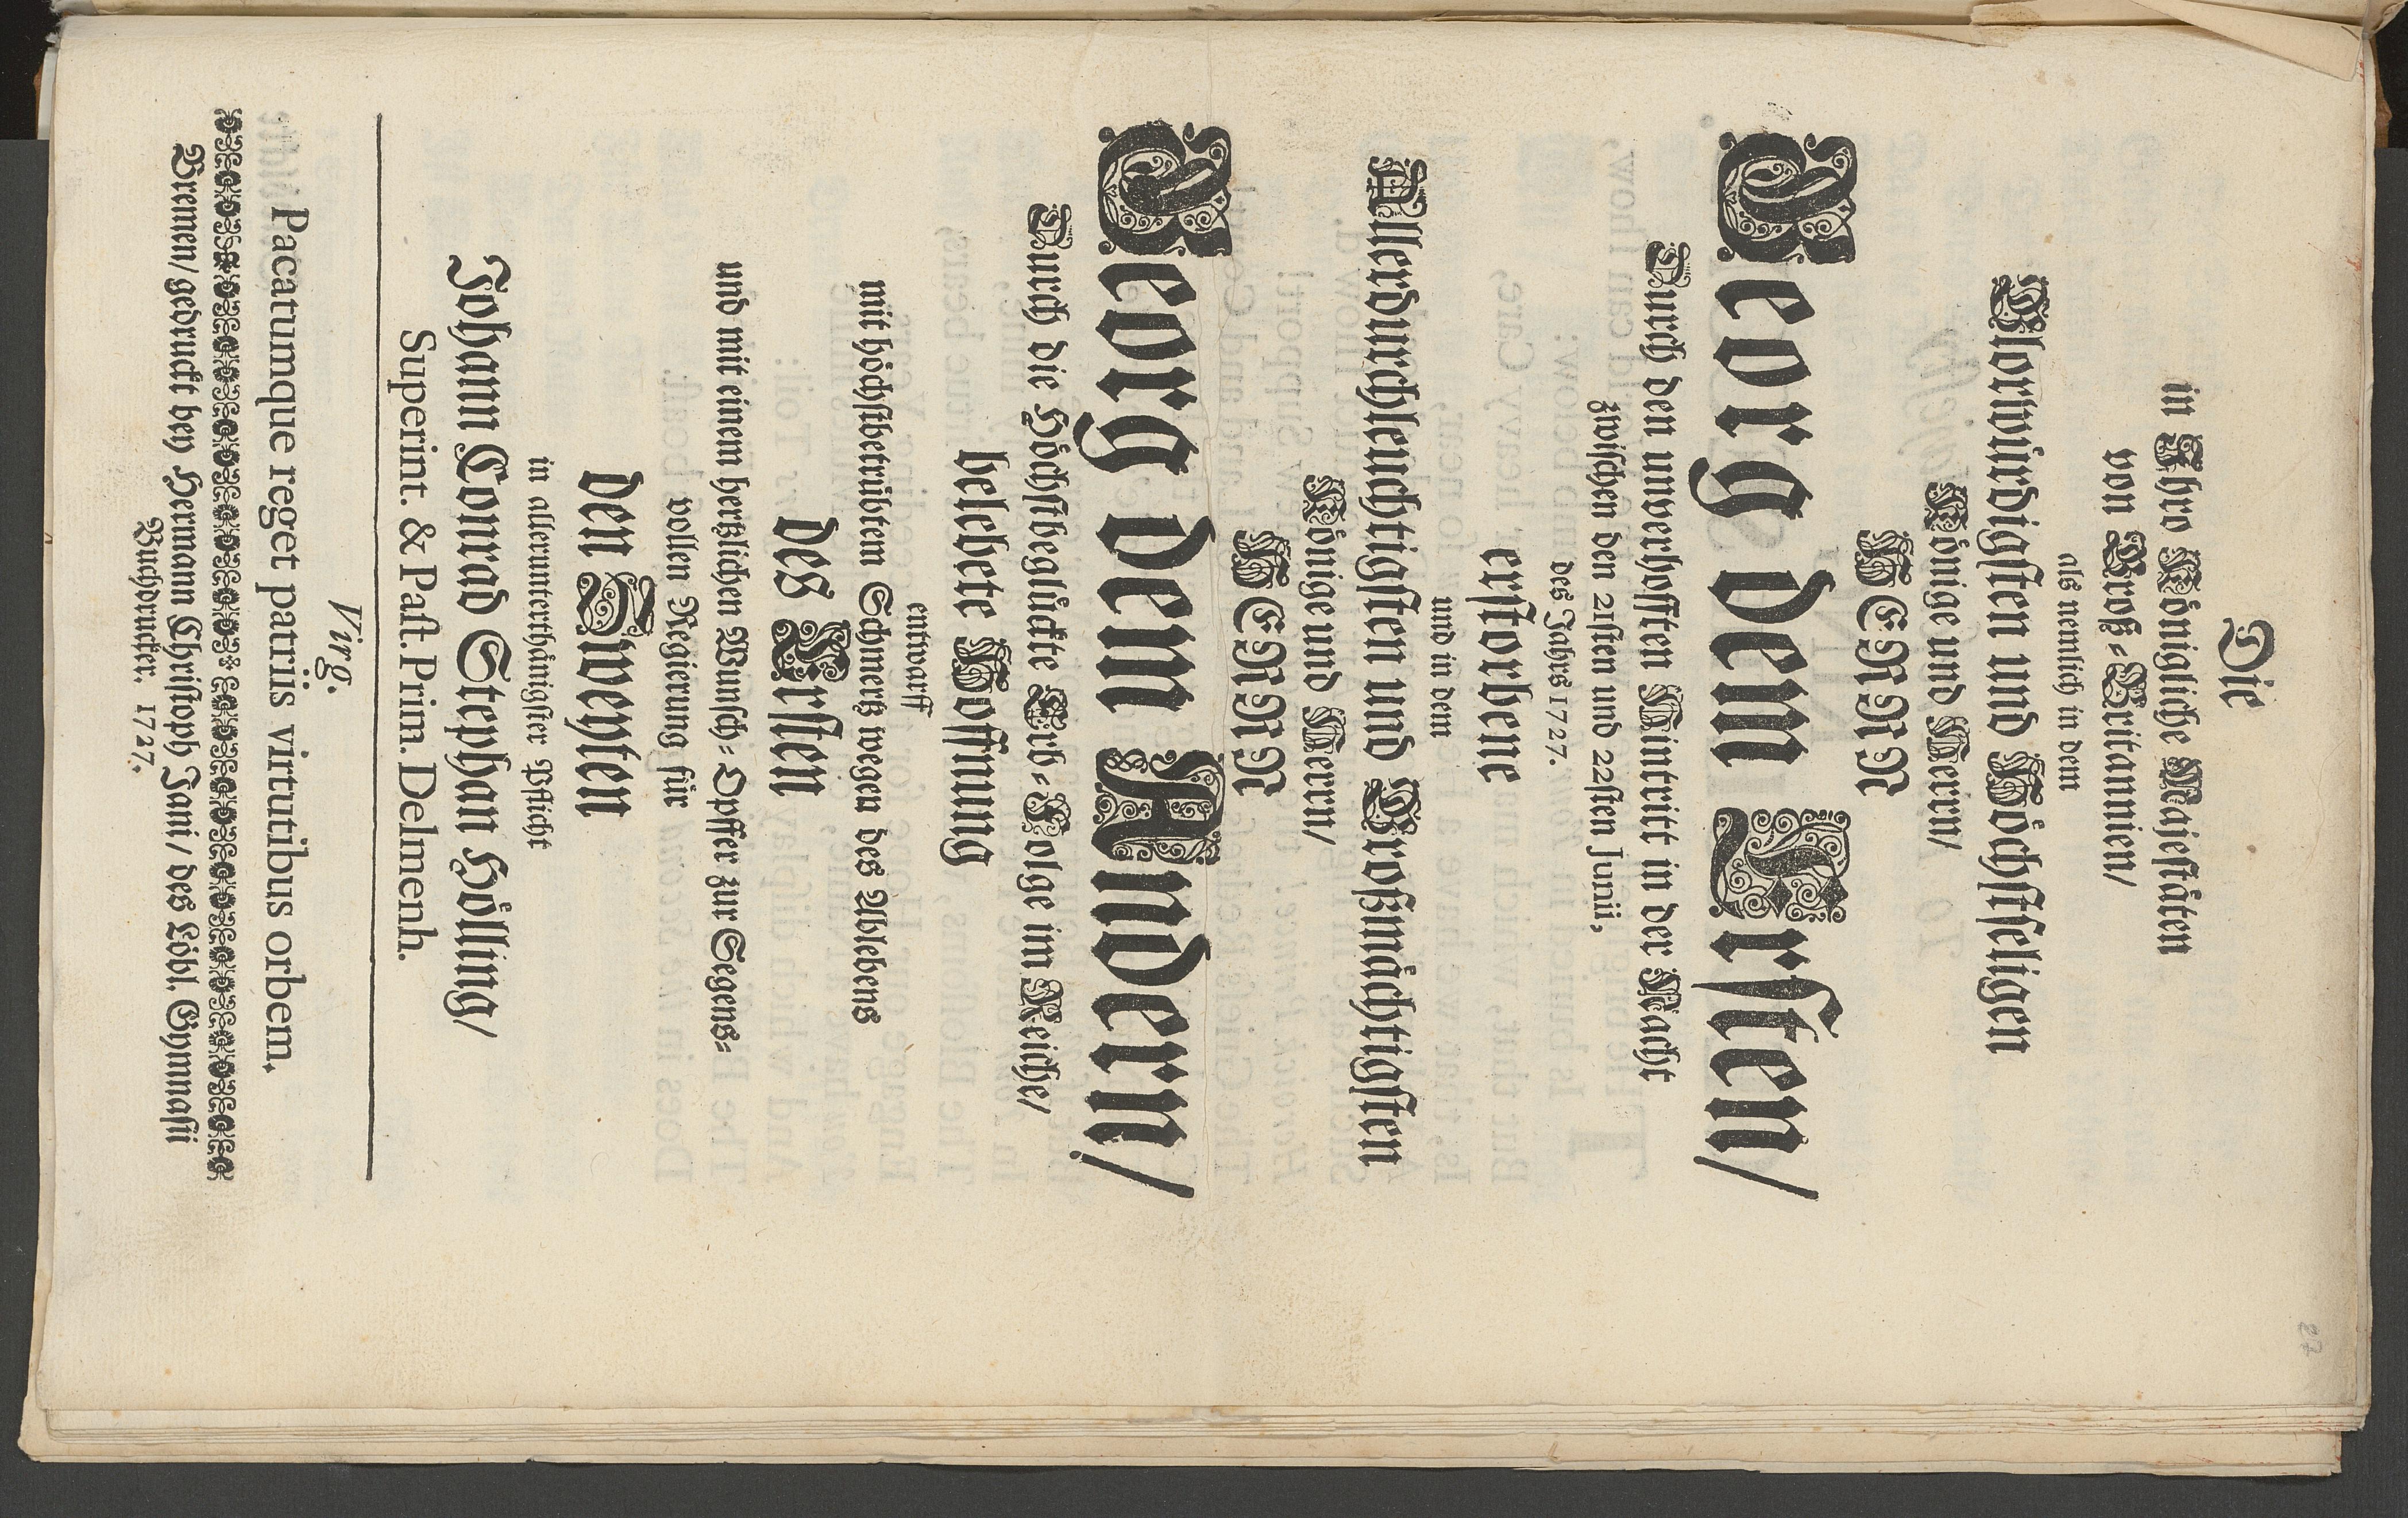 Die
in Ihro Königliche Majestäten
von Groß-Britannien/
als nemlich in dem
Glorwürdigsten und Höchstseligen
Könige und Herrn/
HERRN
Georg dem Ersten/
Durch den unverhofften Hintritt in der Nacht
zwischen den 21sten und 22sten Junii,
des Jahrs 1727.
erstorbene
und in dem
Allerdurchleuchtigsten und Großmächtigsten
Könige und Herrn/
HERRN
Georg dem Andern/
Durch die Höchstbeglückte Erb-Folge im Reiche/
belebete Hoffnung
entwarff
mit höchstbetrübtem Schmertz wegen des Ablebens
des Ersten
und mit einem hertzlichen Wunsch-Opffer zur Segens-
vollen Regierung für
den Zweyten
in allerunterthänigster Pflicht
Johann Conrad Stephan Hölling/
Superint. & Past. Prim. Delmenh.
Virg.
Pacatumque reget patriis virtutibus orbem.
Bremen/ gedruckt bey Hermann Christoph Jani/ des Löbl. Gymnasii
Buchdrucker. 1727.